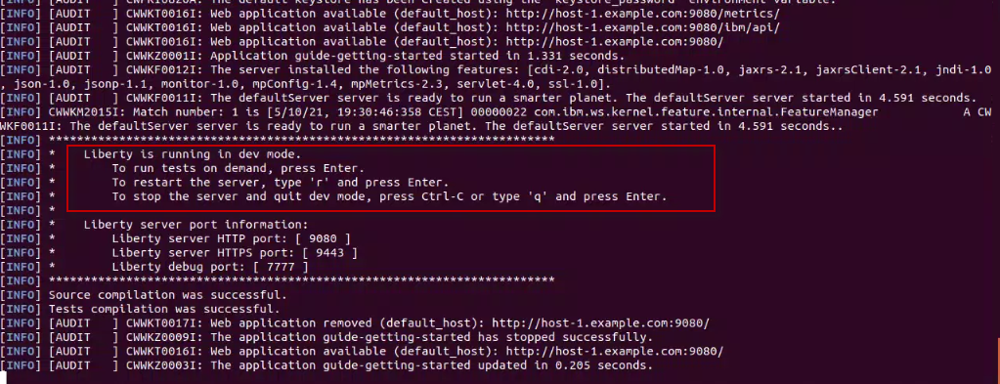 [INFO] [AUDIT   ] CWPKI0820A: The default keystore has been created using the 'keystore_password' environment variable.
[INFO] [AUDIT   ] CWWKT0016I: Web application available (default_host): http://host-1.example.com:9080/metrics/
[INFO] [AUDIT   ] CWWKT0016I: Web application available (default_host): http://host-1.example.com:9080/ibm/api/
[INFO] [AUDIT   ] CWWKT0016I: Web application available (default_host): http://host-1.example.com:9080/
[INFO] [AUDIT   ] CWWKZ0001I: Application guide-getting-started started in 1.331 seconds.
[INFO] [AUDIT   ] CWWKF0012I: The server installed the following features: [cdi-2.0, distributedMap-1.0, jaxrs-2.1, jaxrsClient-2.1, jndi-1.0
, json-1.0, jsonp-1.1, monitor-1.0, mpConfig-1.4, mpMetrics-2.3, servlet-4.0, ssl-1.0].
[INFO] [AUDIT   ] CWWKF0011I: The defaultServer server is ready to run a smarter planet. The defaultServer server started in 4.591 seconds.
[INFO] CWWKM2015I: Match number: 1 is [5/10/21, 19:30:46:358 CEST] 00000022 com.ibm.ws.kernel.feature.internal.FeatureManager            A CW
WKF0011I: The defaultServer server is ready to run a smarter planet. The defaultServer server started in 4.591 seconds..
[INFO] ************************************************************************
[INFO] *    Liberty is running in dev mode.
[INFO] *        To run tests on demand, press Enter.
[INFO] *        To restart the server, type 'r' and press Enter.
[INFO] *        To stop the server and quit dev mode, press Ctrl-C or type 'q' and press Enter.
[INFO] *
[INFO] *    Liberty server port information:
[INFO] *        Liberty server HTTP port: [ 9080 ]
[INFO] *        Liberty server HTTPS port: [ 9443 ]
[INFO] *        Liberty debug port: [ 7777 ]
[INFO] ************************************************************************
[INFO] Source compilation was successful.
[INFO] Tests compilation was successful.
[INFO] [AUDIT   ] CWWKT0017I: Web application removed (default_host): http://host-1.example.com:9080/
[INFO] [AUDIT   ] CWWKZ0009I: The application guide-getting-started has stopped successfully.
[INFO] [AUDIT   ] CWWKT0016I: Web application available (default_host): http://host-1.example.com:9080/
[INFO] [AUDIT   ] CWWKZ0003I: The application guide-getting-started updated in 0.205 seconds.